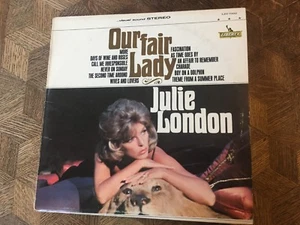 STEREO
LIBERTY
Our fair
Lady
MORE
DAYS OF WINE AND ROSES
CALL ME IRRESPONSIBLE
NEVER ON SUNDAY
THE SECOND TIME AROUND
WIVES AND LOVERS
FASCINATION
AS TIME GOES BY
AN AFFAIR TO REMEMBER
CHARADE
BOY ON A DOLPHIN
THEME FROM A SUMMER PLACE
Julie
London